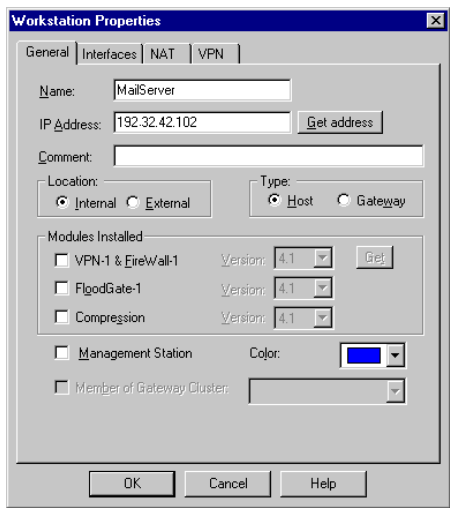 Workstation Properties
General Interfaces NAT VPN
Name: MailServer
IP Address: 192.32.42.102 Get address
Comment:
Location: Type:
Internal External Host Gateway
Modules Installed
VPN-1 & FireWall-1 Version: 4.1 Get
FloodGate-1 Version: 4.1
Compression Version: 4.1
Management Station Color:
Member of Gateway Cluster:
OK Cancel Help